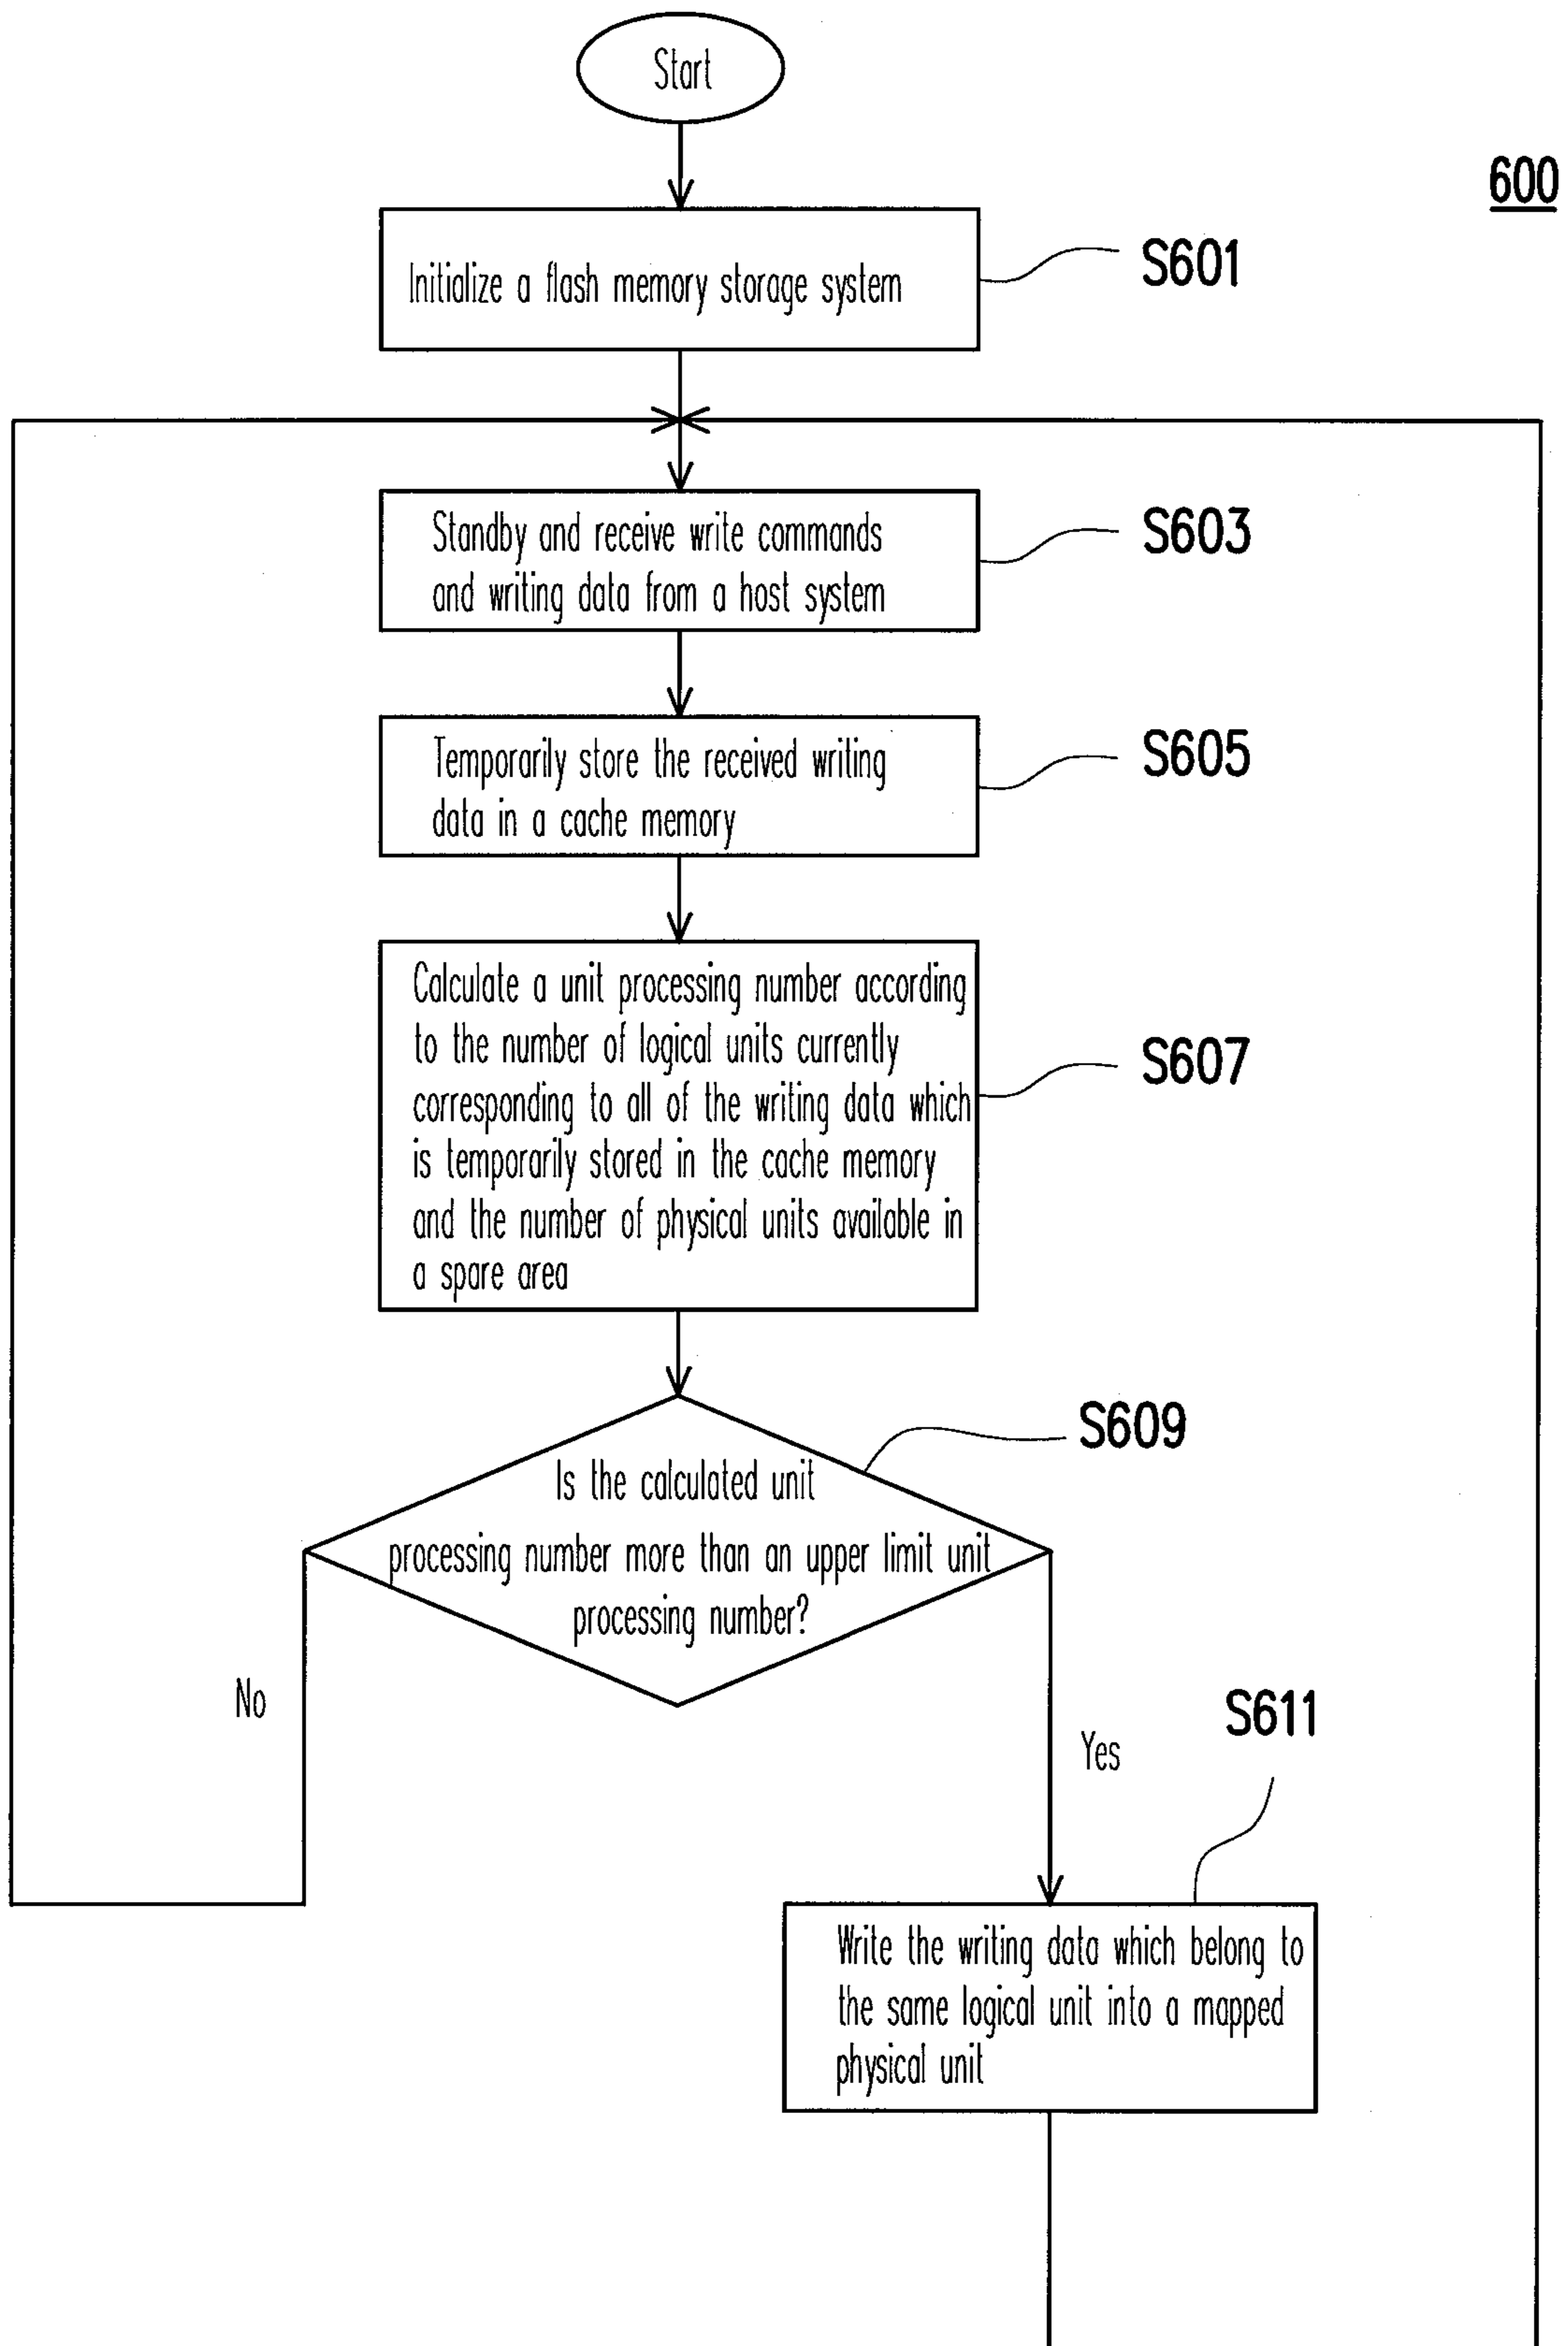 Start
600
Initialize a flash memory storage system
S601
Standby and receive write commands
and writing data from a host system
S603
Temporarily store the received writing
data in a cache memory
S605
Calculate a unit processing number according
to the number of logical units currently
corresponding to all of the writing data which
is temporarily stored in the cache memory
and the number of physical units available in
a spare area
S607
Is the calculated unit
processing number more than an upper limit unit
processing number?
S609
No
Yes
S611
Write the writing data which belong to
the same logical unit into a mapped
physical unit